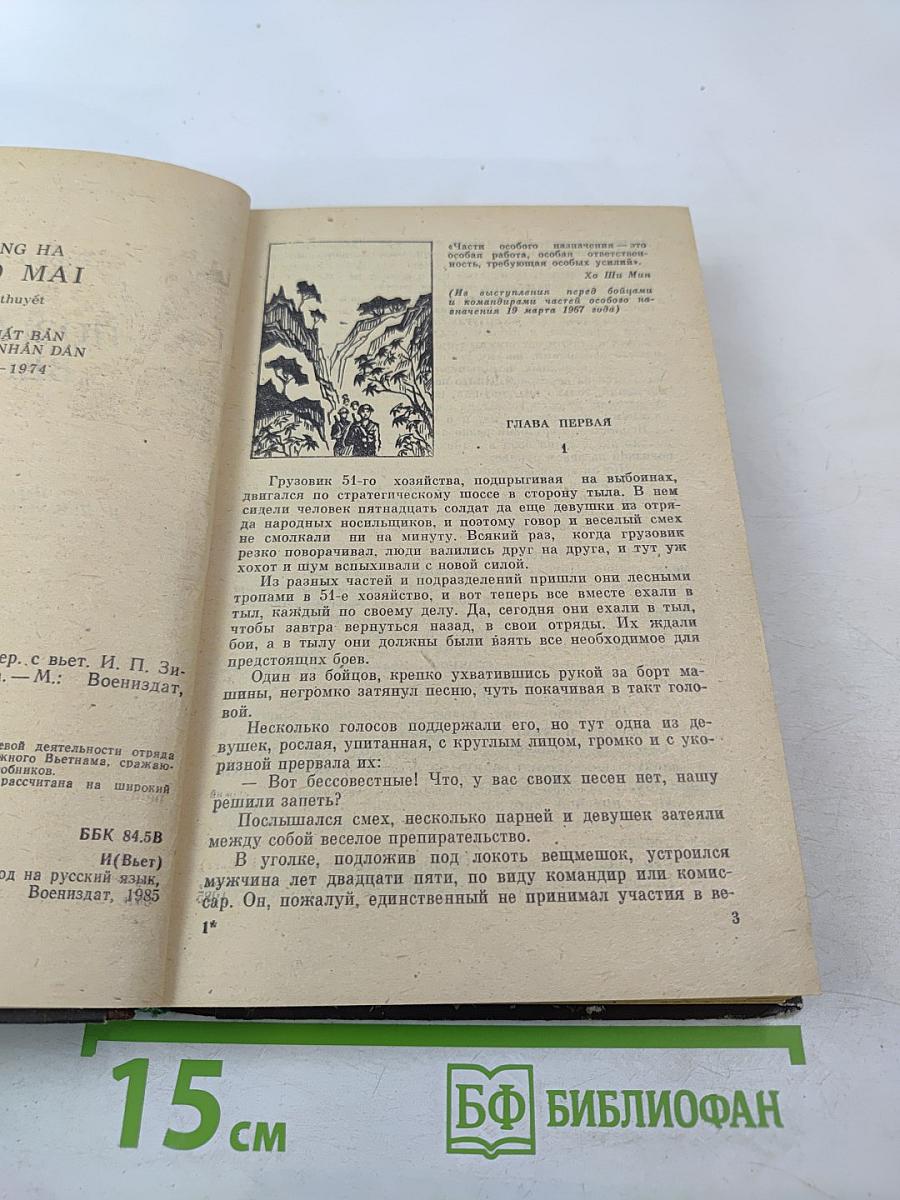 NG HA
MAI
thuyết
ẤT BẢN
NHÂN DÂN
—1974
ер. с вьет. И. П. Зи-
. — М.: Воениздат,
евой деятельности отряда
жного Вьетнама, сражаю-
обников.
рассчитана на широкий
ББК 84.5В
И(Вьет)
од на русский язык,
Воениздат, 1985
«Части особого назначения — это
особая работа, особая ответствен-
ность, требующая особых усилий».
Хо Ши Мин
(Из выступления перед бойцами
и командирами частей особого на-
значения 19 марта 1967 года)
ГЛАВА ПЕРВАЯ
1
Грузовик 51-го хозяйства, подпрыгивая на выбоинах,
двигался по стратегическому шоссе в сторону тыла. В нем
сидели человек пятнадцать солдат да еще девушки из отря-
да народных носильщиков, и поэтому говор и веселый смех
не смолкали ни на минуту. Всякий раз, когда грузовик
резко поворачивал, люди валились друг на друга, и тут уж
хохот и шум вспыхивали с новой силой.
Из разных частей и подразделений пришли они лесными
тропами в 51-е хозяйство, и вот теперь все вместе ехали в
тыл, каждый по своему делу. Да, сегодня они ехали в тыл,
чтобы завтра вернуться назад, в свои отряды. Их ждали
бои, а в тылу они должны были взять все необходимое для
предстоящих боев.
Один из бойцов, крепко ухватившись рукой за борт ма-
шины, негромко затянул песню, чуть покачивая в такт голо-
вой.
Несколько голосов поддержали его, но тут одна из де-
вушек, рослая, упитанная, с круглым лицом, громко и с уко-
ризной прервала их:
— Вот бессовестные! Что, у вас своих песен нет, нашу
решили запеть?
Послышался смех, несколько парней и девушек затеяли
между собой веселое препирательство.
В уголке, подложив под локоть вещмешок, устроился
мужчина лет двадцати пяти, по виду командир или комис-
сар. Он, пожалуй, единственный не принимал участия в ве-
1*
3
15 см
БФ БИБЛИОФАН